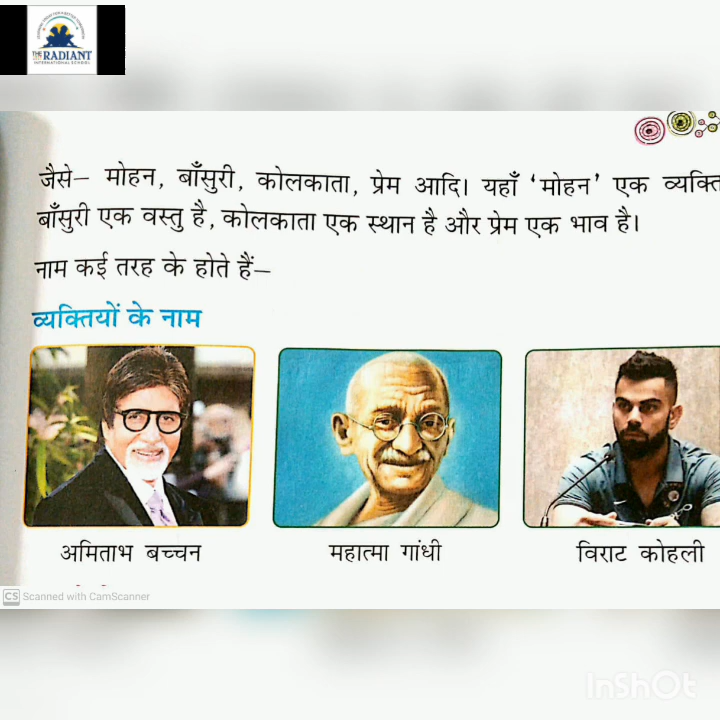 THE RADIANT
INTERNATIONAL SCHOOL
जैसे– मोहन, बाँसुरी, कोलकाता, प्रेम आदि। यहाँ ‘मोहन’ एक व्यक्ति
बाँसुरी एक वस्तु है, कोलकाता एक स्थान है और प्रेम एक भाव है।
नाम कई तरह के होते हैं–
व्यक्तियों के नाम
अमिताभ बच्चन
महात्मा गांधी
विराट कोहली
CS Scanned with CamScanner
InShOt